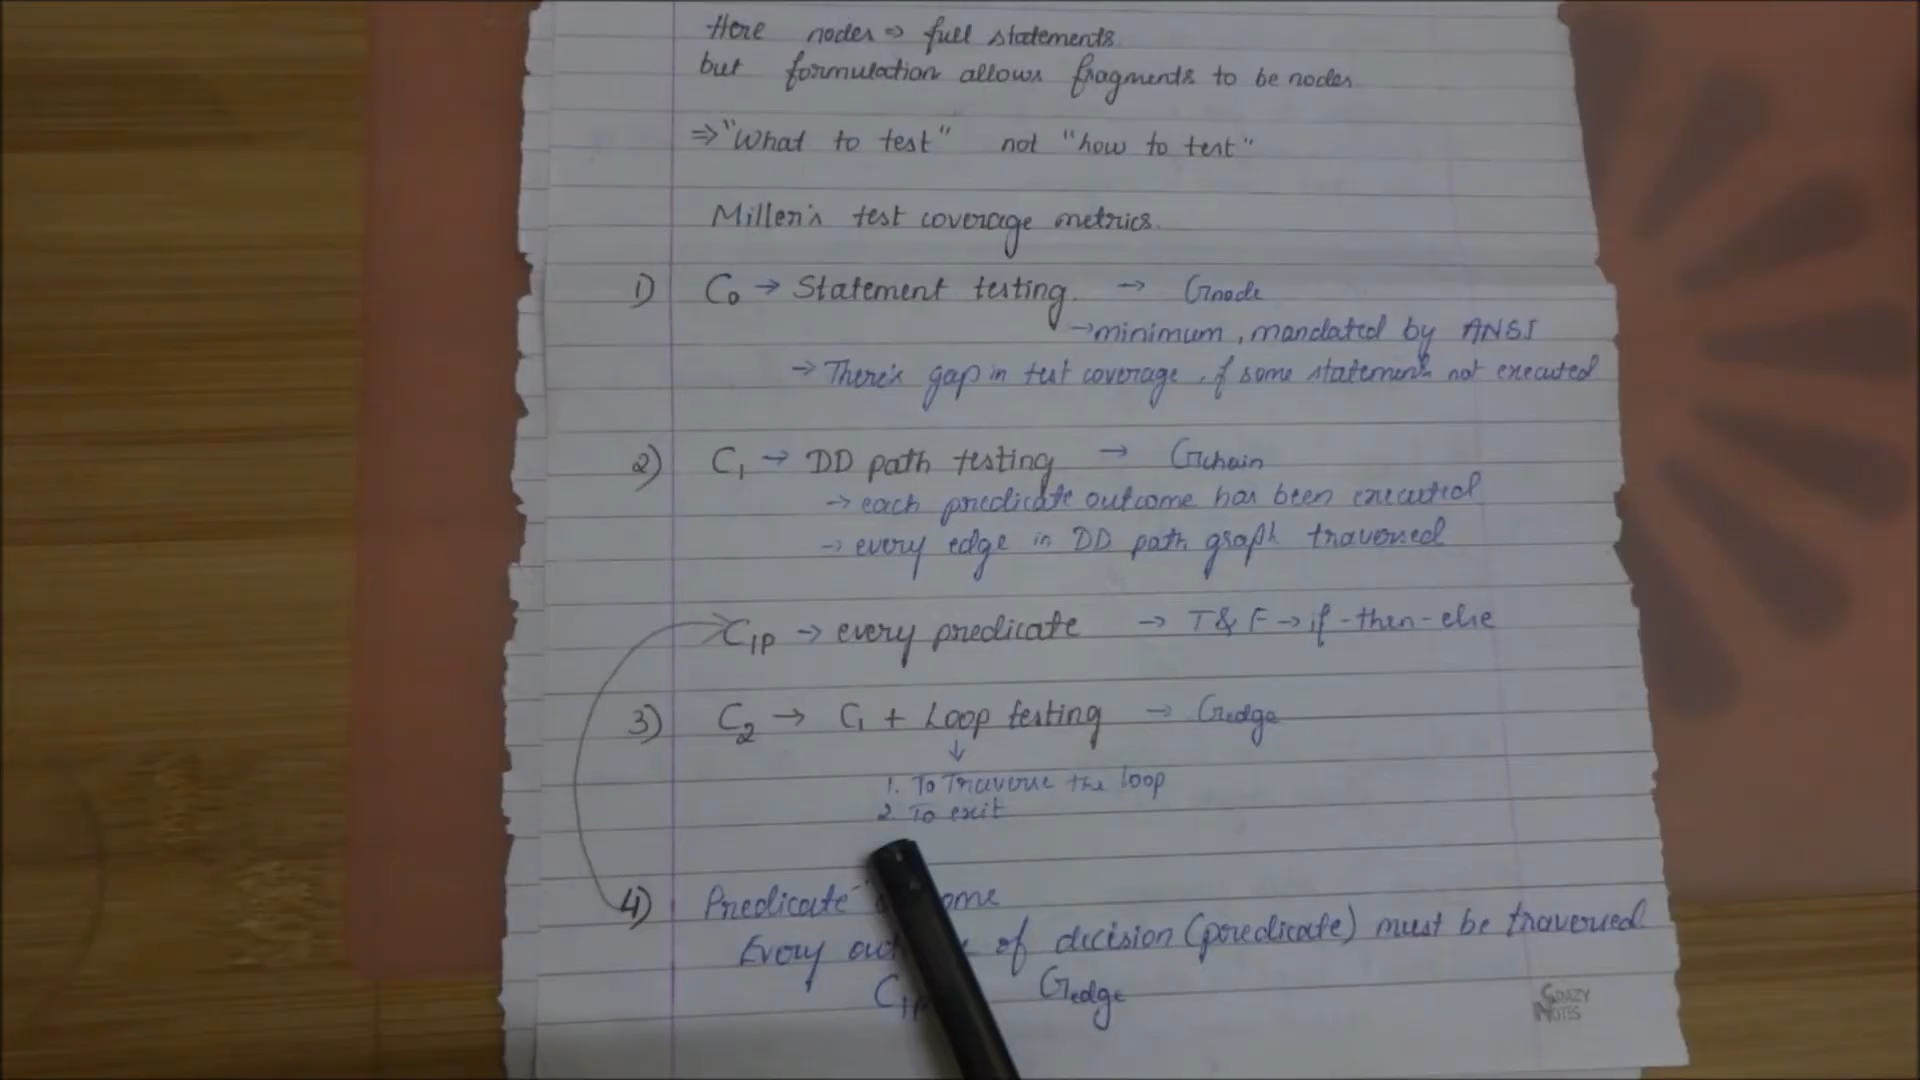 Here nodes => full statements
but formulation allows fragments to be nodes
=> "What to test" not "how to test"
Miller's test coverage metrics.
1) C0 → Statement testing. → Gnode
→ minimum, mandated by ANSI
→ There's gap in test coverage, if some statements not executed
2) C1 → DD path testing → Gchain
→ each predicate outcome has been executed
→ every edge in DD path graph traversed
C1P → every predicate → T & F → if-then-else
3) C2 → C1 + Loop testing → Gedge
↓
1. To Traverse the loop
2. To exit
4) Predicate
Every of decision (predicate) must be traversed
C1P Gedge
CRAZY
NOTES